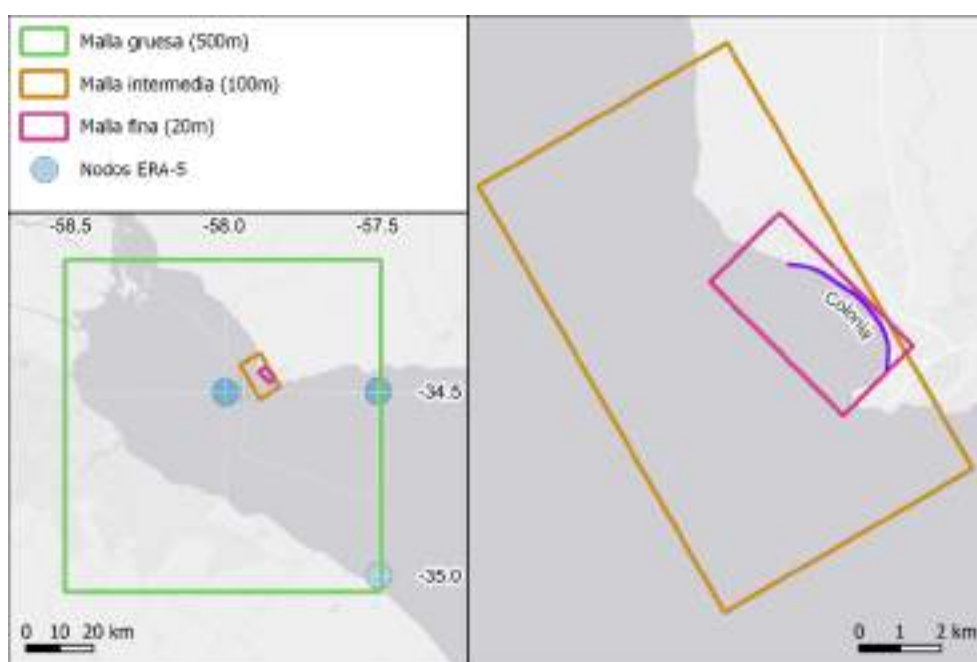 Malla gruesa (500m)
Malla intermedia (100m)
Malla fina (20m)
Nodos ERA-5
-58.5 -58.0 -57.5
-34.5
-35.0
0 10 20 km
Colonia
0 1 2 km